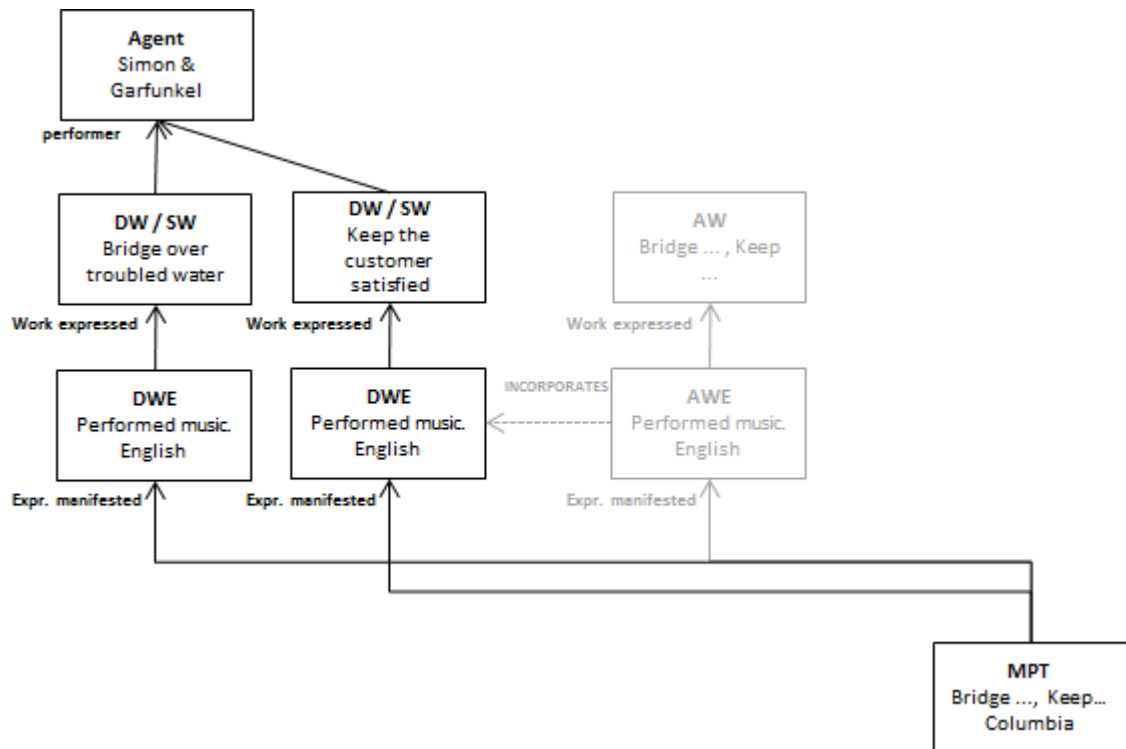 Agent
Simon &
Garfunkel
performer
DW / SW
Bridge over
troubled water
DW / SW
Keep the
customer
satisfied
AW
Bridge ... , Keep
...
Work expressed
Work expressed
Work expressed
DWE
Performed music.
English
DWE
Performed music.
English
INCORPORATES
AWE
Performed music.
English
Expr. manifested
Expr. manifested
Expr. manifested
MPT
Bridge ..., Keep...
Columbia